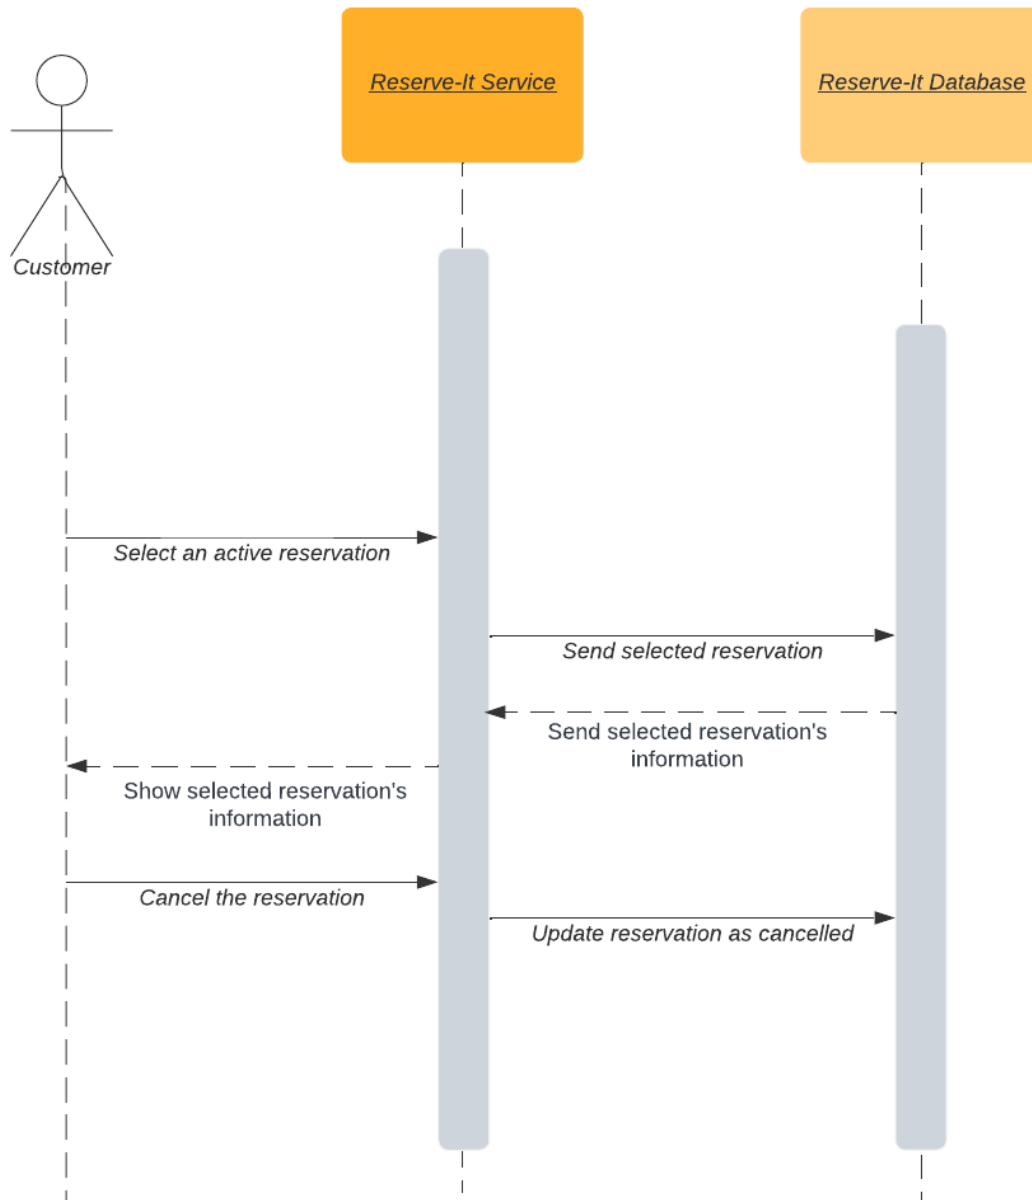 Reserve-It Service
Reserve-It Database
Customer
Select an active reservation
Send selected reservation
Send selected reservation's
information
Show selected reservation's
information
Cancel the reservation
Update reservation as cancelled